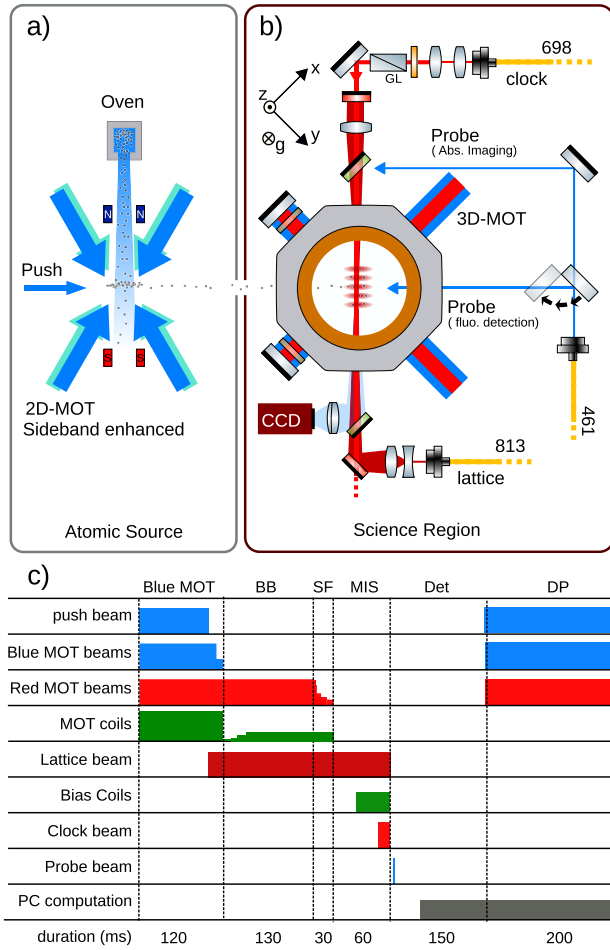 a)
Oven
N N
Push
S S
2D-MOT
Sideband enhanced
Atomic Source
b)
x
z
y
g
GL
698
clock
Probe
( Abs. Imaging)
3D-MOT
Probe
(fluo. detection)
461
CCD
813
lattice
Science Region
c)
Blue MOT BB SF MIS Det DP
push beam
Blue MOT beams
Red MOT beams
MOT coils
Lattice beam
Bias Coils
Clock beam
Probe beam
PC computation
duration (ms) 120 130 30 60 150 200